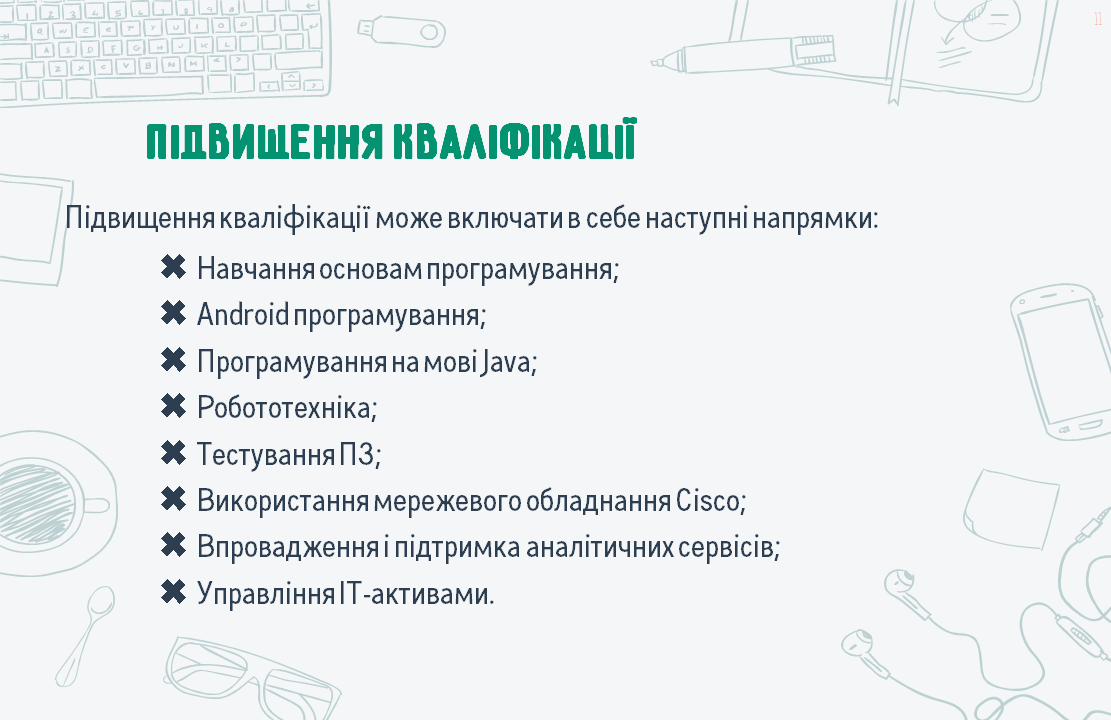 11
ПІДВИЩЕННЯ КВАЛІФІКАЦІЇ
Підвищення кваліфікації може включати в себе наступні напрямки:
✖ Навчання основам програмування;
✖ Android програмування;
✖ Програмування на мові Java;
✖ Робототехніка;
✖ Тестування ПЗ;
✖ Використання мережевого обладнання Cisco;
✖ Впровадження і підтримка аналітичних сервісів;
✖ Управління ІТ-активами.